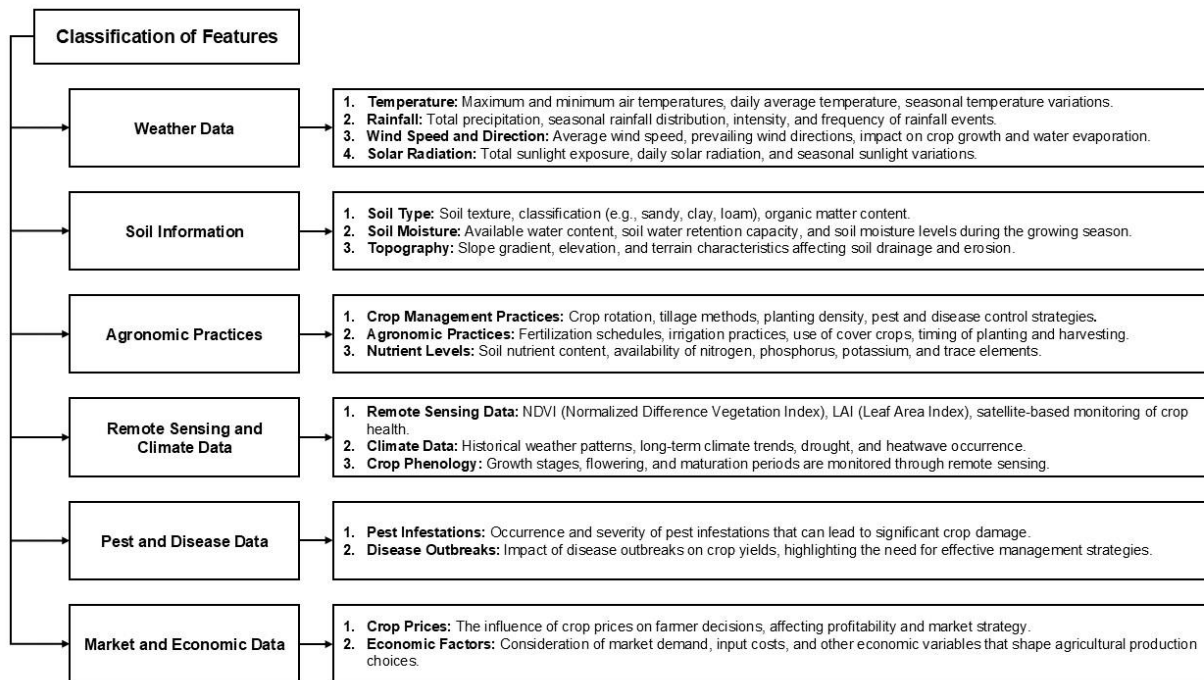 Classification of Features
Weather Data
1. Temperature: Maximum and minimum air temperatures, daily average temperature, seasonal temperature variations.
2. Rainfall: Total precipitation, seasonal rainfall distribution, intensity, and frequency of rainfall events.
3. Wind Speed and Direction: Average wind speed, prevailing wind directions, impact on crop growth and water evaporation.
4. Solar Radiation: Total sunlight exposure, daily solar radiation, and seasonal sunlight variations.
Soil Information
1. Soil Type: Soil texture, classification (e.g., sandy, clay, loam), organic matter content.
2. Soil Moisture: Available water content, soil water retention capacity, and soil moisture levels during the growing season.
3. Topography: Slope gradient, elevation, and terrain characteristics affecting soil drainage and erosion.
Agronomic Practices
1. Crop Management Practices: Crop rotation, tillage methods, planting density, pest and disease control strategies.
2. Agronomic Practices: Fertilization schedules, irrigation practices, use of cover crops, timing of planting and harvesting.
3. Nutrient Levels: Soil nutrient content, availability of nitrogen, phosphorus, potassium, and trace elements.
Remote Sensing and
Climate Data
1. Remote Sensing Data: NDVI (Normalized Difference Vegetation Index), LAI (Leaf Area Index), satellite-based monitoring of crop
health.
2. Climate Data: Historical weather patterns, long-term climate trends, drought, and heatwave occurrence.
3. Crop Phenology: Growth stages, flowering, and maturation periods are monitored through remote sensing.
Pest and Disease Data
1. Pest Infestations: Occurrence and severity of pest infestations that can lead to significant crop damage.
2. Disease Outbreaks: Impact of disease outbreaks on crop yields, highlighting the need for effective management strategies.
Market and Economic Data
1. Crop Prices: The influence of crop prices on farmer decisions, affecting profitability and market strategy.
2. Economic Factors: Consideration of market demand, input costs, and other economic variables that shape agricultural production
choices.